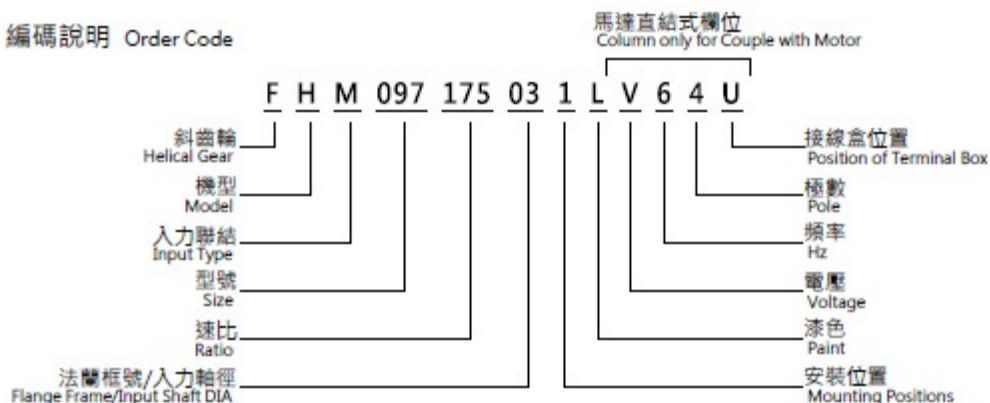 編碼說明 Order Code
馬達直結式欄位
Column only for Couple with Motor
F H M 097 175 03 1 L V 6 4 U
斜齒輪
Helical Gear
機型
Model
入力聯結
Input Type
型號
Size
速比
Ratio
法蘭框號/入力軸徑
Flange Frame/Input Shaft DIA
接線盒位置
Position of Terminal Box
極數
Pole
頻率
Hz
電壓
Voltage
漆色
Paint
安裝位置
Mounting Positions